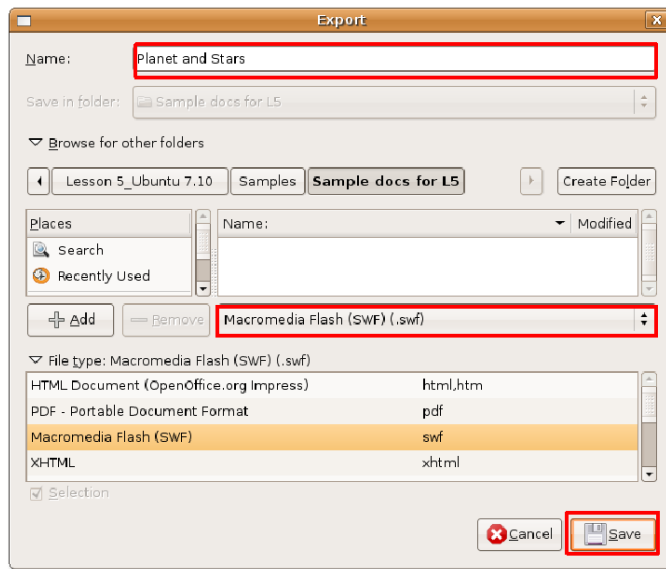 Export
Name: Planet and Stars
Save in folder: Sample docs for L5
Browse for other folders
Lesson 5_Ubuntu 7.10 Samples Sample docs for L5 Create Folder
Places Name: Modified
Search
Recently Used
Add Remove Macromedia Flash (SWF) (.swf)
File type: Macromedia Flash (SWF) (.swf)
HTML Document (OpenOffice.org Impress) html,htm
PDF - Portable Document Format pdf
Macromedia Flash (SWF) swf
XHTML xhtml
Selection
Cancel Save